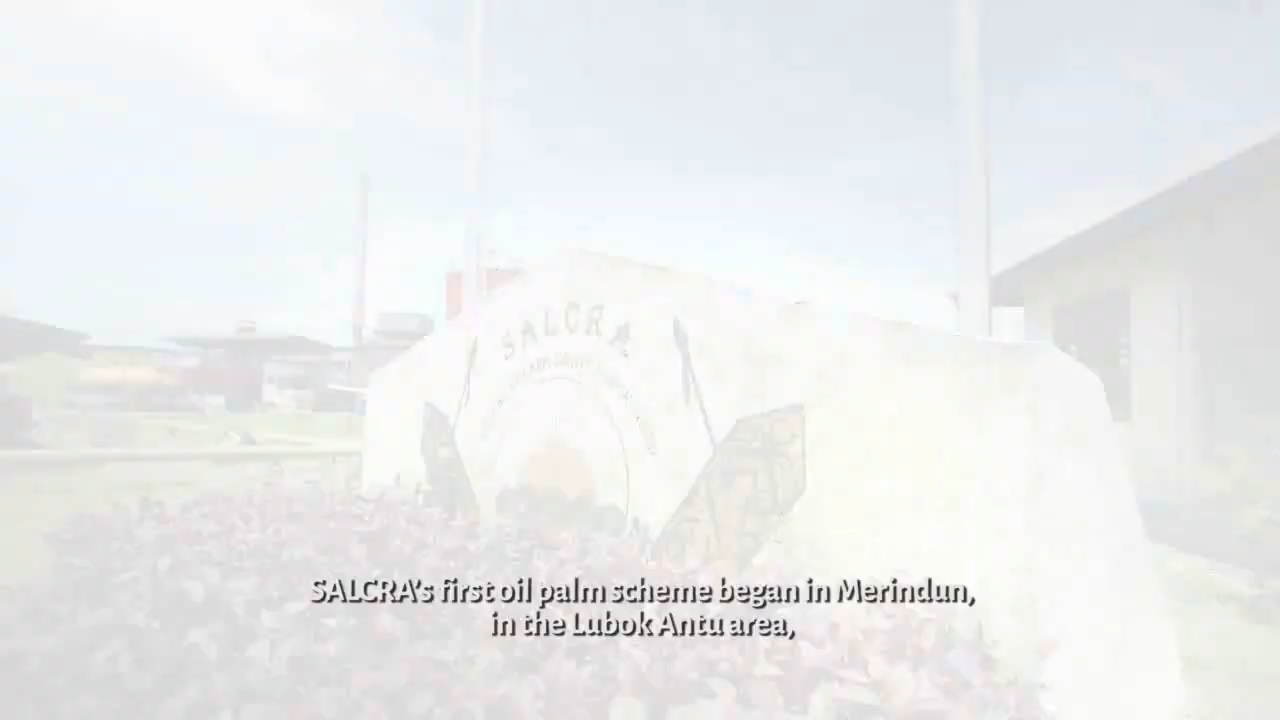 SALCRA
SALCRA's first oil palm scheme began in Merindun,
in the Lubok Antu area,